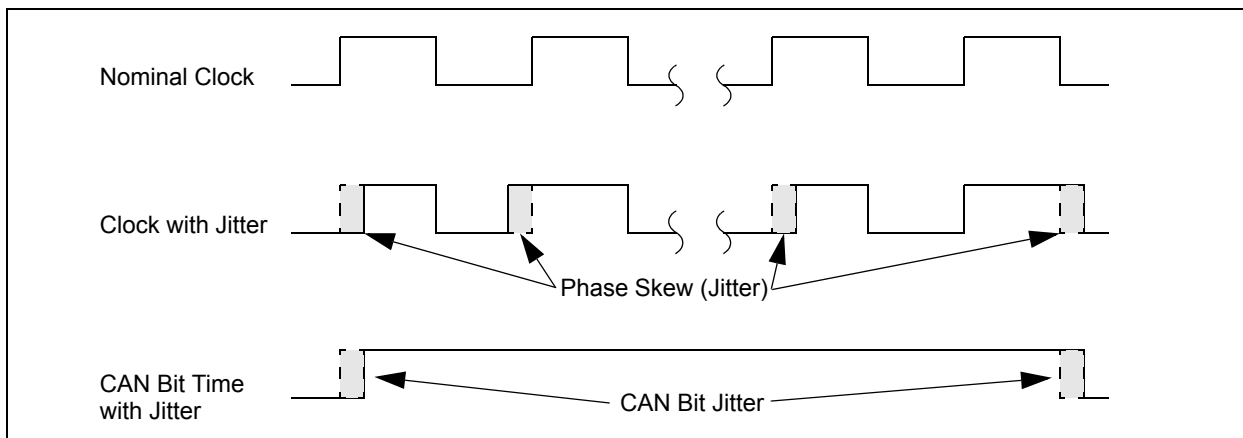 Nominal Clock
Clock with Jitter
Phase Skew (Jitter)
CAN Bit Time
with Jitter
CAN Bit Jitter